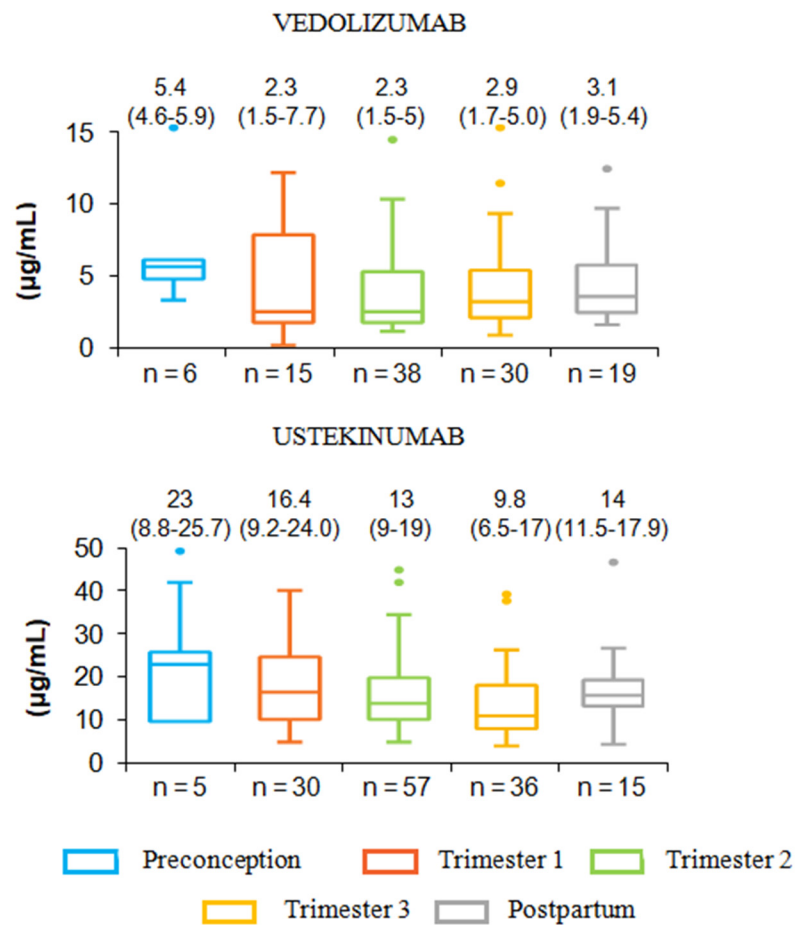 VEDOLIZUMAB
5.4 2.3 2.3 2.9 3.1
(4.6-5.9) (1.5-7.7) (1.5-5) (1.7-5.0) (1.9-5.4)
15
10
5
0
(µg/mL)
n = 6 n = 15 n = 38 n = 30 n = 19
USTEKINUMAB
23 16.4 13 9.8 14
(8.8-25.7) (9.2-24.0) (9-19) (6.5-17) (11.5-17.9)
50
40
30
20
10
0
(µg/mL)
n = 5 n = 30 n = 57 n = 36 n = 15
Preconception Trimester 1 Trimester 2
Trimester 3 Postpartum